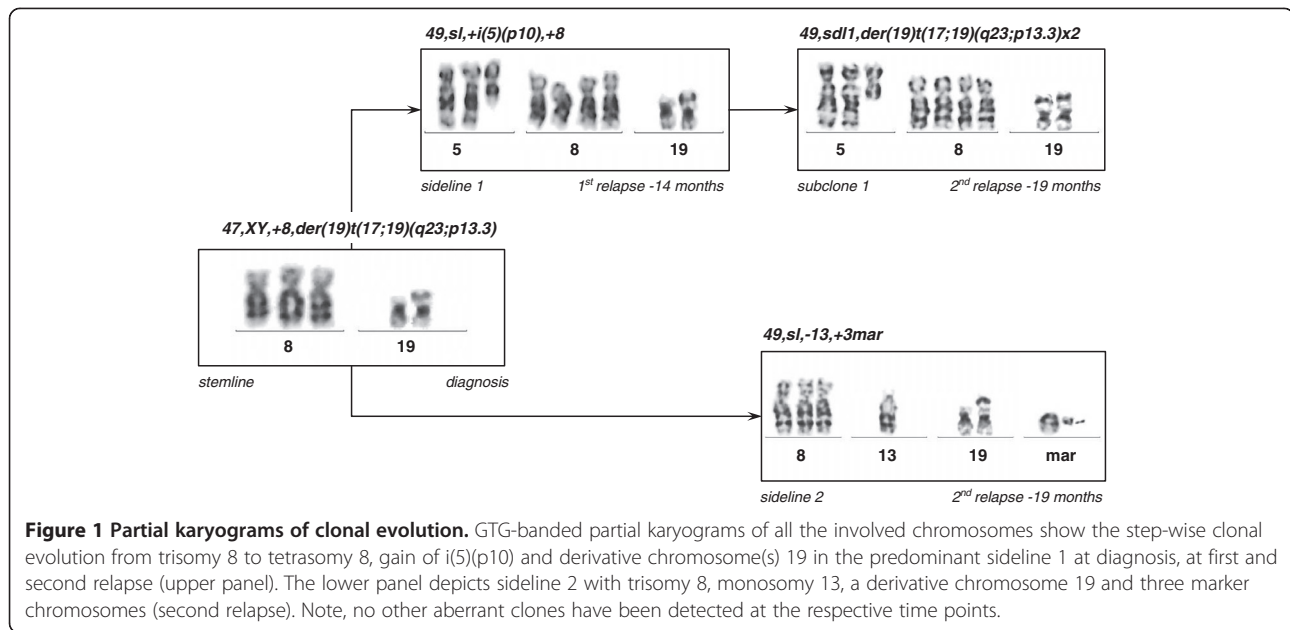 49,sl,+i(5)(p10),+8
49,sdl1,der(19)t(17;19)(q23;p13.3)x2
5 8 19
5 8 19
sideline 1 1st relapse -14 months
subclone 1 2nd relapse -19 months
47,XY,+8,der(19)t(17;19)(q23;p13.3)
8 19
stemline diagnosis
49,sl,-13,+3mar
8 13 19 mar
sideline 2 2nd relapse -19 months
Figure 1 Partial karyograms of clonal evolution. GTG-banded partial karyograms of all the involved chromosomes show the step-wise clonal
evolution from trisomy 8 to tetrasomy 8, gain of i(5)(p10) and derivative chromosome(s) 19 in the predominant sideline 1 at diagnosis, at first and
second relapse (upper panel). The lower panel depicts sideline 2 with trisomy 8, monosomy 13, a derivative chromosome 19 and three marker
chromosomes (second relapse). Note, no other aberrant clones have been detected at the respective time points.